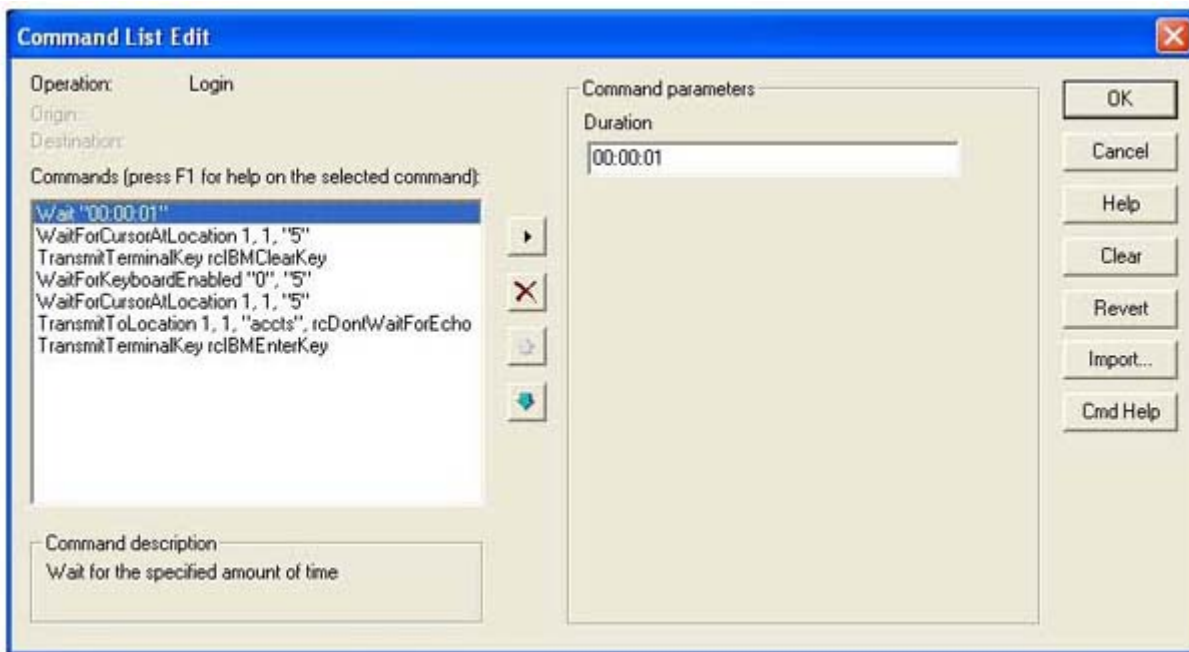 Command List Edit
Operation: Login
Origin:
Destination:
Commands (press F1 for help on the selected command):
Wait "00:00:01"
WaitForCursorAtLocation 1, 1, "5"
TransmitTerminalKey rcIBMClearKey
WaitForKeyboardEnabled "0", "5"
WaitForCursorAtLocation 1, 1, "5"
TransmitToLocation 1, 1, "accts", rcDontWaitForEcho
TransmitTerminalKey rcIBMEnterKey
Command description
Wait for the specified amount of time
Command parameters
Duration
00:00:01
OK
Cancel
Help
Clear
Revert
Import...
Cmd Help